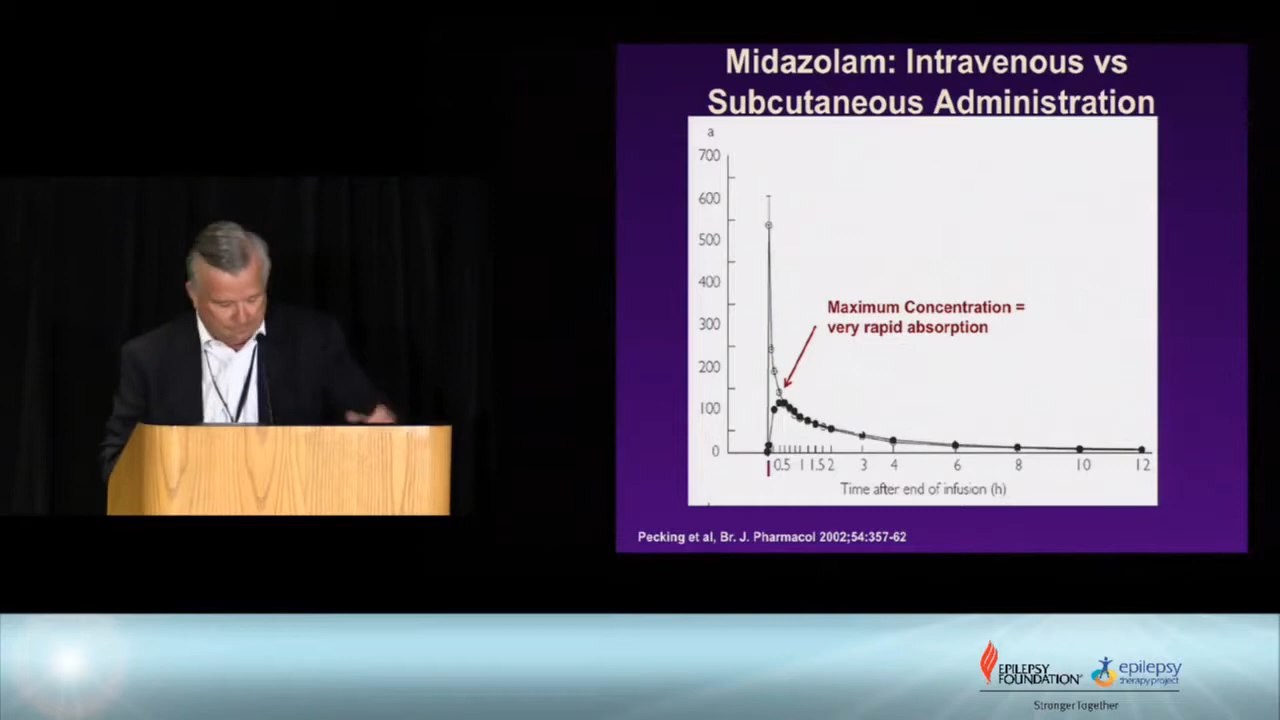 Midazolam: Intravenous vs
Subcutaneous Administration
a
700
600
500
400
300
200
100
0
Maximum Concentration =
very rapid absorption
0.5 1 1.5 2 3 4 6 8 10 12
Time after end of infusion (h)
Pecking et al, Br. J. Pharmacol 2002;54:357-62
EPILEPSY
FOUNDATION
epilepsy
therapy project
Stronger Together